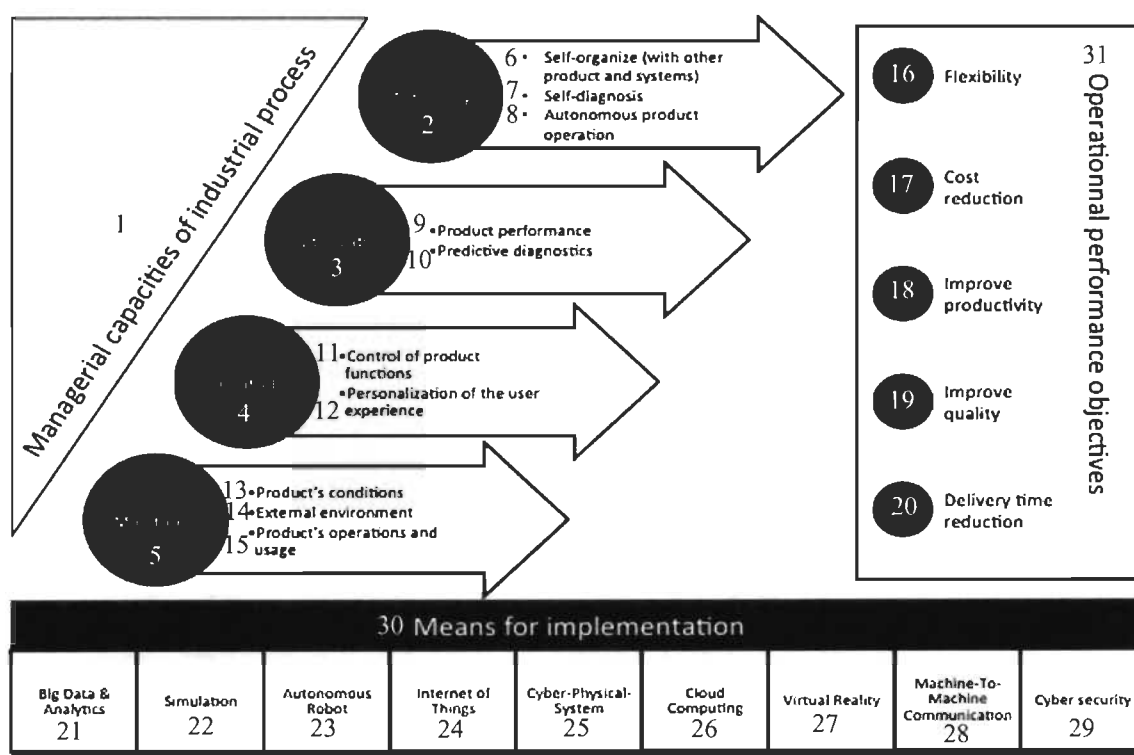 Managerial capacities of industrial process
1
2
6 • Self-organize (with other
product and systems)
7 • Self-diagnosis
8 • Autonomous product
operation
3
9 •Product performance
10 •Predictive diagnostics
4
11 •Control of product
functions
•Personalization of the user
12 experience
5
13 •Product's conditions
14 •External environment
15 •Product's operations and
usage
31 Operationnal performance objectives
16 Flexibility
17 Cost
reduction
18 Improve
productivity
19 Improve
quality
20 Delivery time
reduction
30 Means for implementation
Big Data &
Analytics
21
Simulation
22
Autonomous
Robot
23
Internet of
Things
24
Cyber-Physical-
System
25
Cloud
Computing
26
Virtual Reality
27
Machine-To-
Machine
Communication
28
Cyber security
29